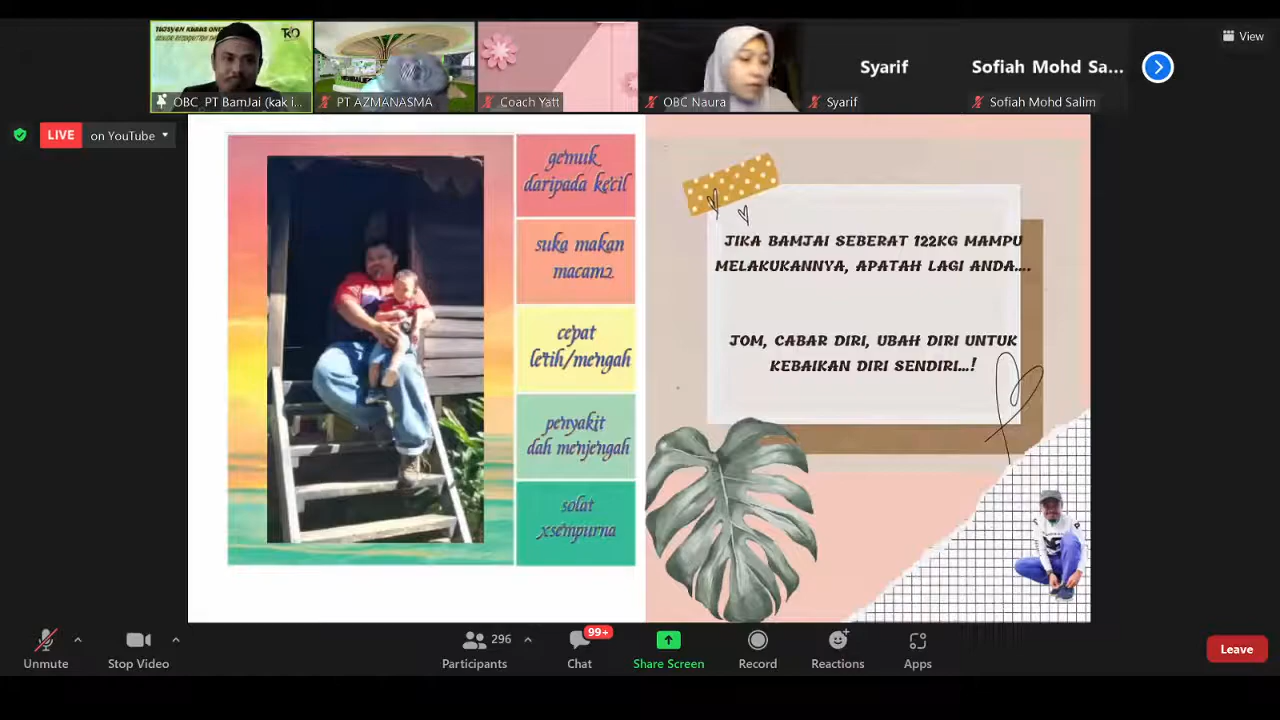 View
OBC_PT BamJai (kak i...
PT AZMANASMA
Coach Yatt
OBC Naura
Syarif
Syarif
Sofiah Mohd Sa...
Sofiah Mohd Salim
LIVE
on YouTube
gemuk
daripada kecil
suka makan
macam2
cepat
letih/mengah
penyakit
dah menjengah
solat
xsempurna
JIKA BAMJAI SEBERAT 122KG MAMPU
MELAKUKANNYA, APATAH LAGI ANDA....
JOM, CABAR DIRI, UBAH DIRI UNTUK
KEBAIKAN DIRI SENDIRI...!
Unmute
Stop Video
296
Participants
99+
Chat
Share Screen
Record
Reactions
Apps
Leave